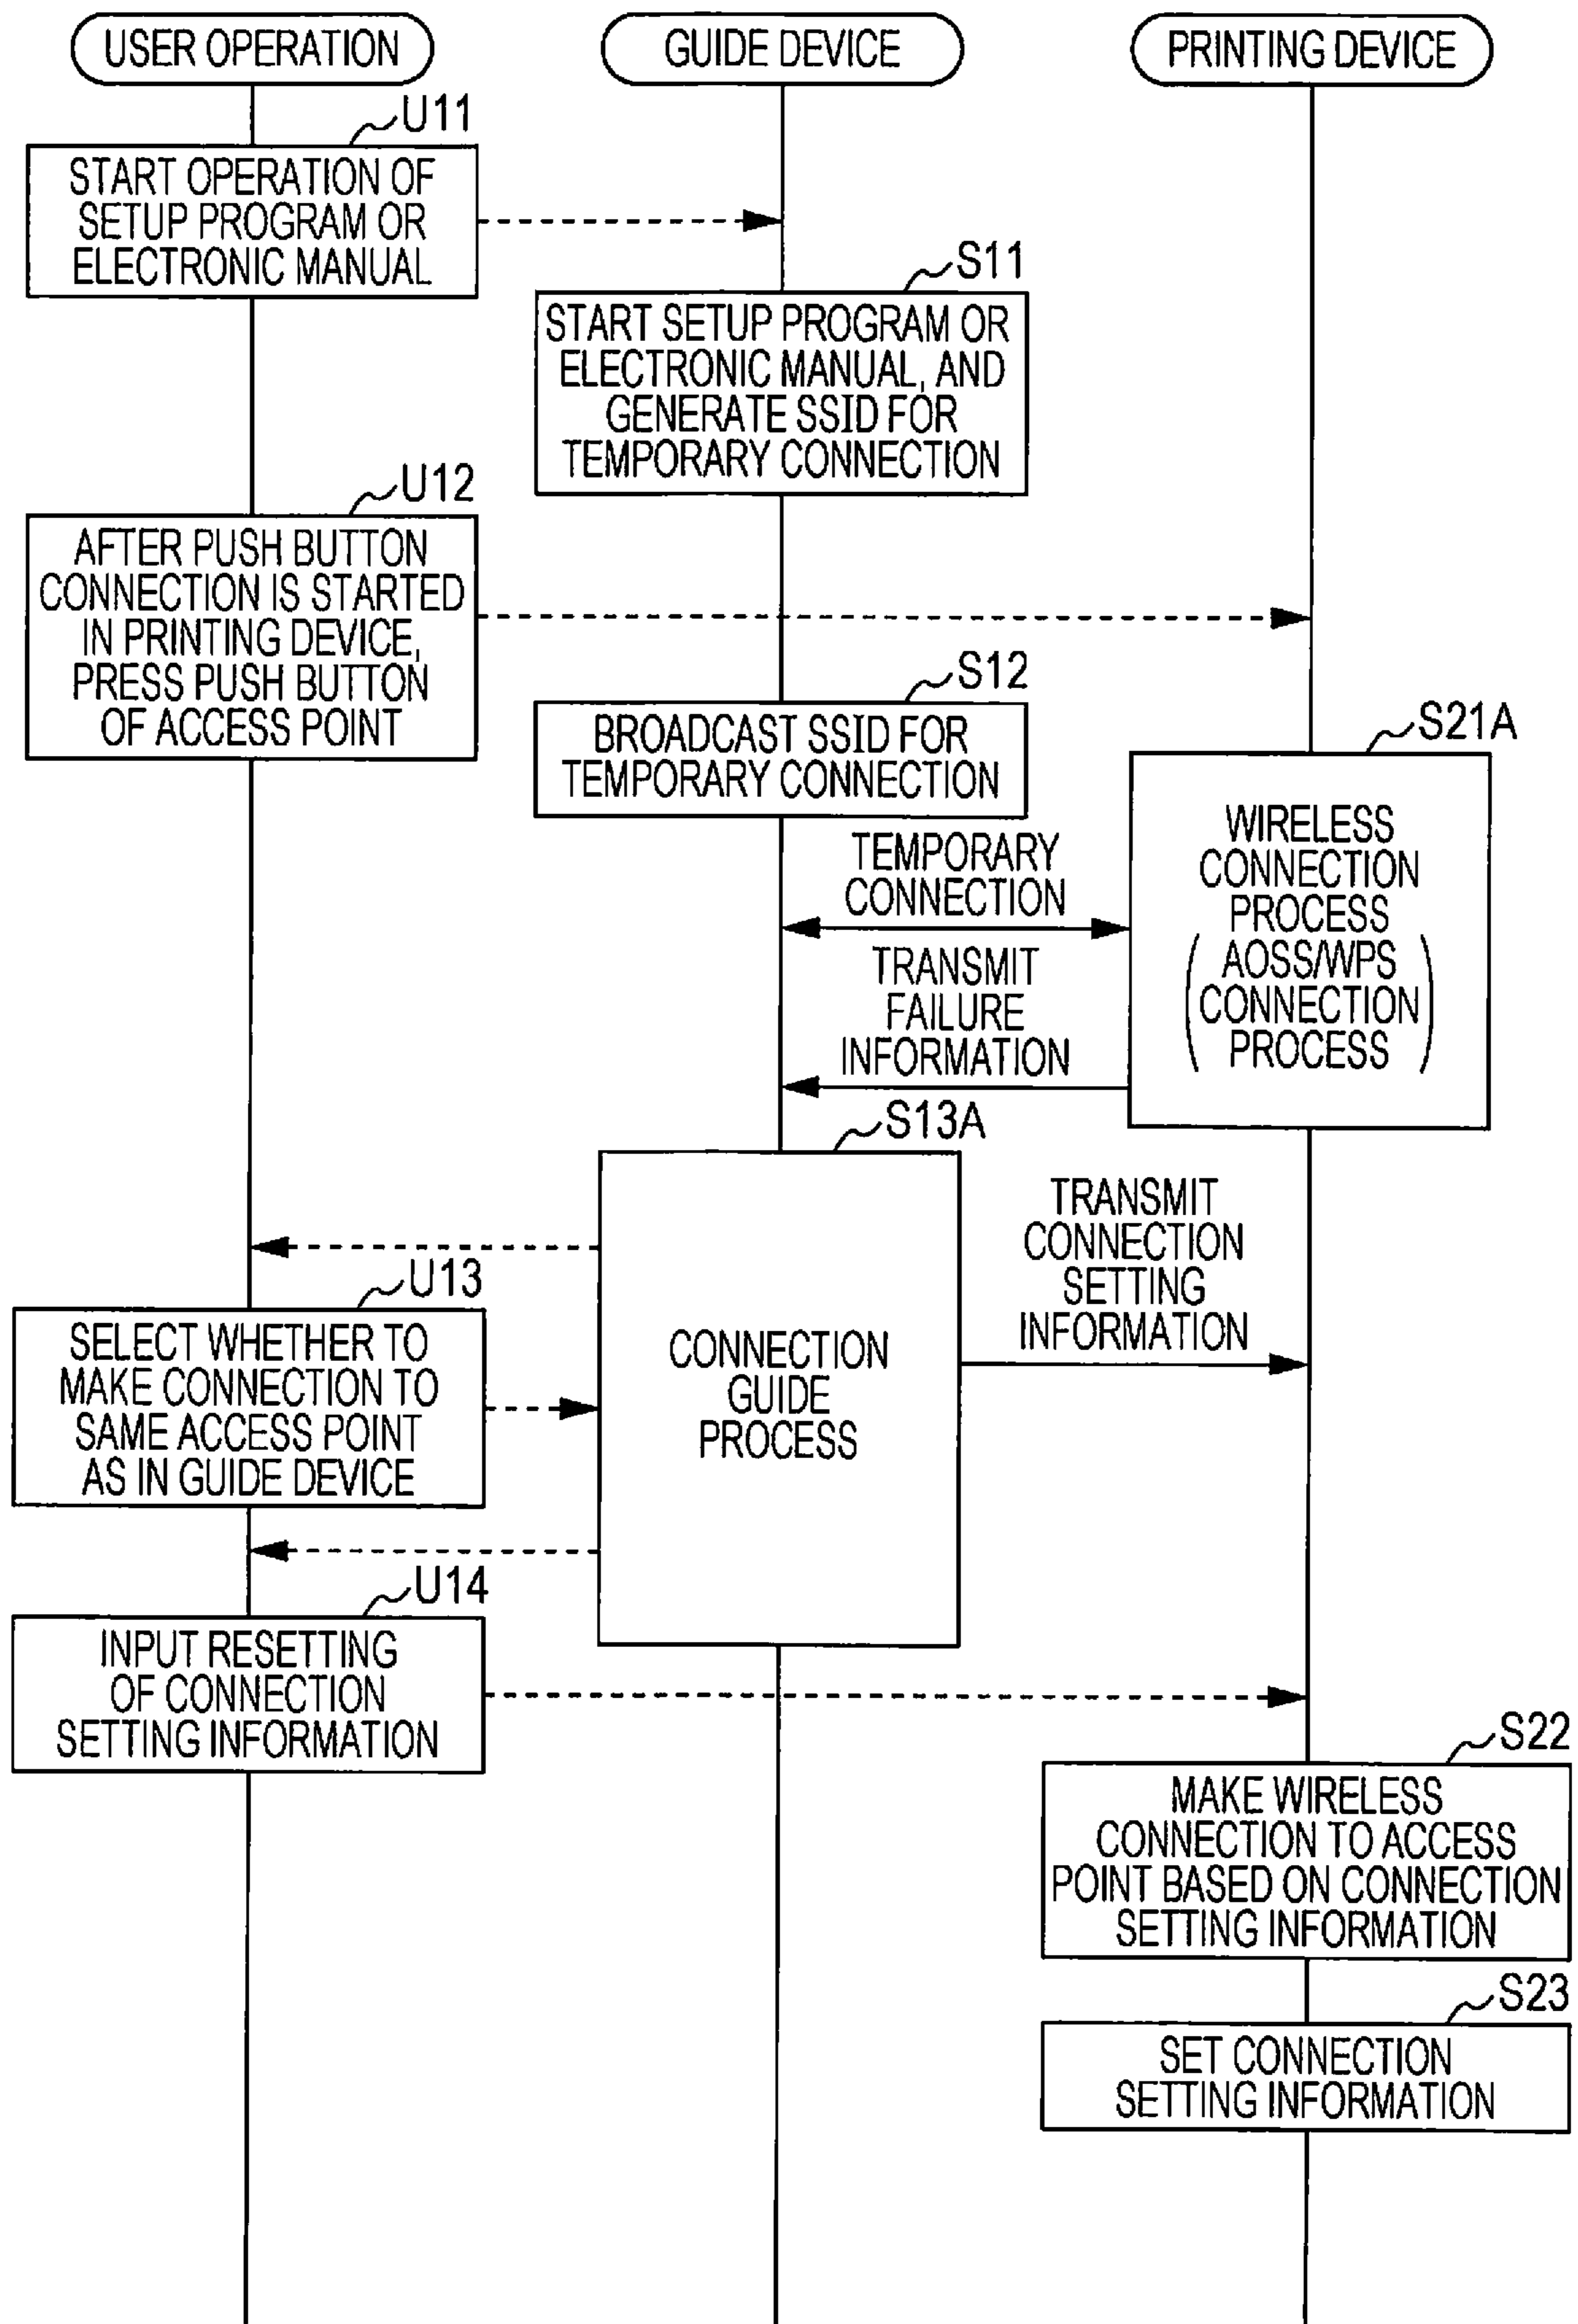 USER OPERATION
GUIDE DEVICE
PRINTING DEVICE
U11
START OPERATION OF
SETUP PROGRAM OR
ELECTRONIC MANUAL
S11
START SETUP PROGRAM OR
ELECTRONIC MANUAL, AND
GENERATE SSID FOR
TEMPORARY CONNECTION
U12
AFTER PUSH BUTTON
CONNECTION IS STARTED
IN PRINTING DEVICE,
PRESS PUSH BUTTON
OF ACCESS POINT
S12
BROADCAST SSID FOR
TEMPORARY CONNECTION
S21A
WIRELESS
CONNECTION
PROCESS
(AOSS/WPS
CONNECTION
PROCESS)
TEMPORARY
CONNECTION
TRANSMIT
FAILURE
INFORMATION
S13A
CONNECTION
GUIDE
PROCESS
TRANSMIT
CONNECTION
SETTING
INFORMATION
U13
SELECT WHETHER TO
MAKE CONNECTION TO
SAME ACCESS POINT
AS IN GUIDE DEVICE
U14
INPUT RESETTING
OF CONNECTION
SETTING INFORMATION
S22
MAKE WIRELESS
CONNECTION TO ACCESS
POINT BASED ON CONNECTION
SETTING INFORMATION
S23
SET CONNECTION
SETTING INFORMATION